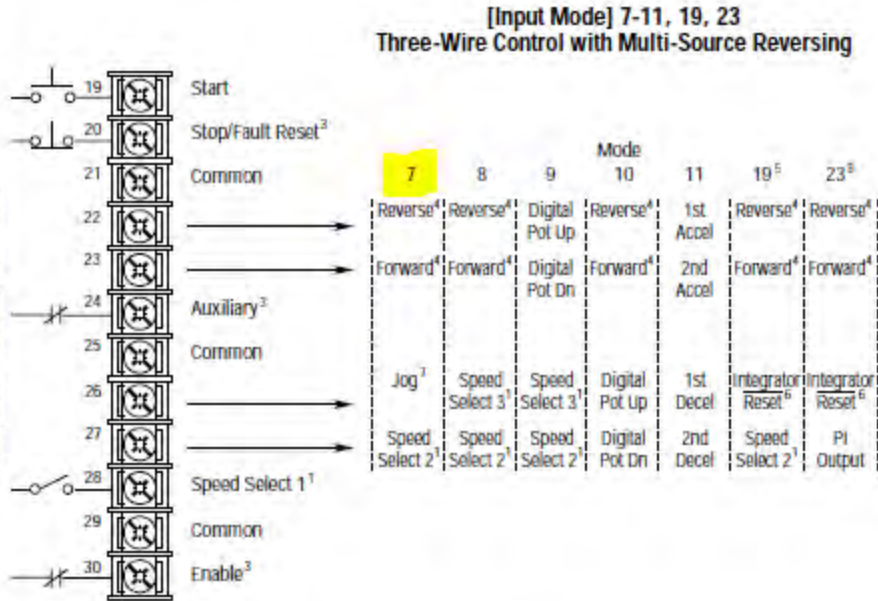 [Input Mode] 7-11, 19, 23
Three-Wire Control with Multi-Source Reversing
19 Start
20 Stop/Fault Reset³
21 Common
22
23
24 Auxiliary³
25 Common
26
27
28 Speed Select 1¹
29 Common
30 Enable³
Mode
7 8 9 10 11 19⁵ 23⁵
Reverse⁴ Reverse⁴ Digital Reverse⁴ 1st Reverse⁴ Reverse⁴
Pot Up Accel
Forward⁴ Forward⁴ Digital Forward⁴ 2nd Forward⁴ Forward⁴
Pot Dn Accel
Jog⁷ Speed Speed Digital 1st Integrator Integrator
Select 3¹ Select 3¹ Pot Up Decel Reset⁶ Reset⁶
Speed Speed Speed Digital 2nd Speed PI
Select 2¹ Select 2¹ Select 2¹ Pot Dn Decel Select 2¹ Output